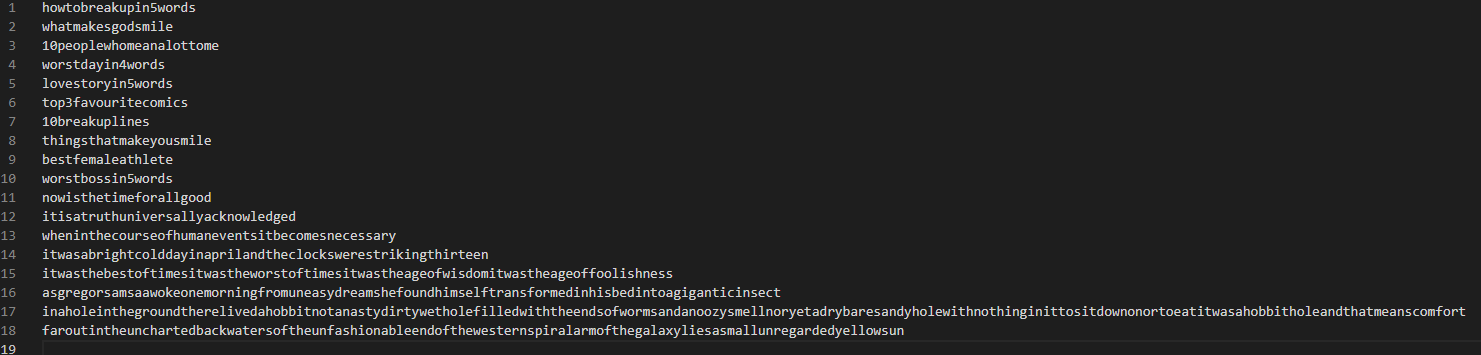 1 howtobreakupin5words
2 whatmakesgodsmile
3 10peoplewhomeanalottome
4 worstdayin4words
5 lovestoryin5words
6 top3favouritecomics
7 10breakuplines
8 thingsthatmakeyousmile
9 bestfemaleathlete
10 worstbossin5words
11 nowisthetimeforallgood
12 itisatruthuniversallyacknowledged
13 wheninthecourseofhumaneventsitbecomesnecessary
14 itwasabrightcolddayinaprilandtheclockswerestrikingthirteen
15 itwasthebestoftimesitwastheworstoftimesitwastheageofwisdomitwastheageoffoolishness
16 asgregorsamsaawokeonemorningfromuneasydreamshefoundhimselftransformedinhisbedintoagiganticinsect
17 inaholeinthegroundtherelivedahobbitnotanastydirtywetholefilledwiththeendsofwormsandanoozysmellnoryetadrybaresandyholewithnothinginittositdownonortoeatitwasahobbitholeandthatmeanscomfort
18 faroutintheunchartedbackwatersoftheunfashionableendofthewesternspiralarmofthegalaxyliesasmallunregardedyellowsun
19